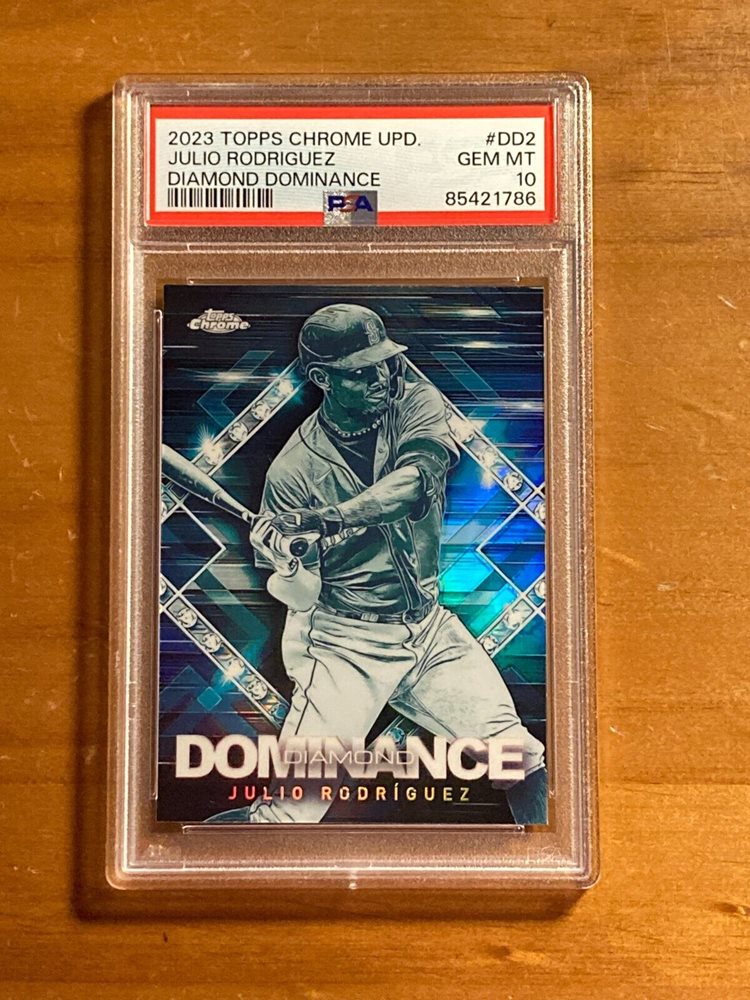 2023 TOPPS CHROME UPD. #DD2
JULIO RODRIGUEZ GEM MT
DIAMOND DOMINANCE 10
PSA 85421786
Topps
Chrome
S
DOMINANCE
DIAMOND
JULIO RODRÍGUEZ